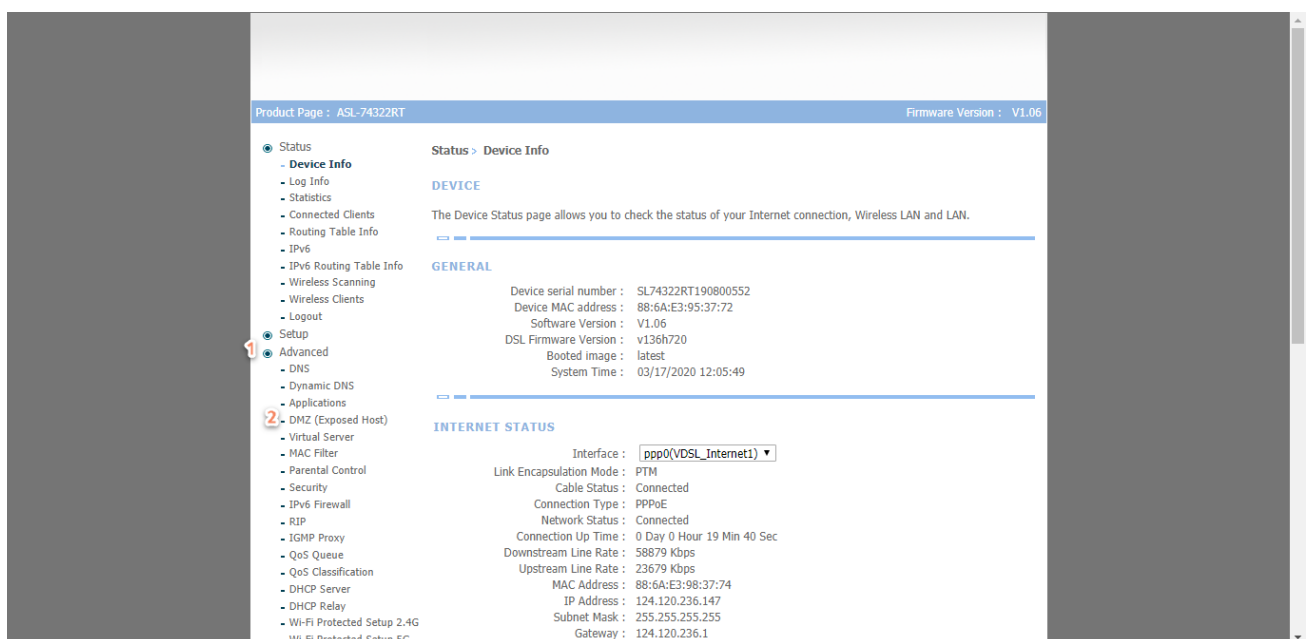 Product Page : ASL-74322RT
Firmware Version : V1.06
Status
- Device Info
- Log Info
- Statistics
- Connected Clients
- Routing Table Info
- IPv6
- IPv6 Routing Table Info
- Wireless Scanning
- Wireless Clients
- Logout
Setup
1 Advanced
- DNS
- Dynamic DNS
- Applications
2 - DMZ (Exposed Host)
- Virtual Server
- MAC Filter
- Parental Control
- Security
- IPv6 Firewall
- RIP
- IGMP Proxy
- QoS Queue
- QoS Classification
- DHCP Server
- DHCP Relay
- Wi-Fi Protected Setup 2.4G
- Wi-Fi Protected Setup 5G
Status > Device Info
DEVICE
The Device Status page allows you to check the status of your Internet connection, Wireless LAN and LAN.
GENERAL
Device serial number : SL74322RT190800552
Device MAC address : 88:6A:E3:95:37:72
Software Version : V1.06
DSL Firmware Version : v136h720
Booted image : latest
System Time : 03/17/2020 12:05:49
INTERNET STATUS
Interface : ppp0(VDSL_Internet1)
Link Encapsulation Mode : PTM
Cable Status : Connected
Connection Type : PPPoE
Network Status : Connected
Connection Up Time : 0 Day 0 Hour 19 Min 40 Sec
Downstream Line Rate : 58879 Kbps
Upstream Line Rate : 23679 Kbps
MAC Address : 88:6A:E3:98:37:74
IP Address : 124.120.236.147
Subnet Mask : 255.255.255.255
Gateway : 124.120.236.1